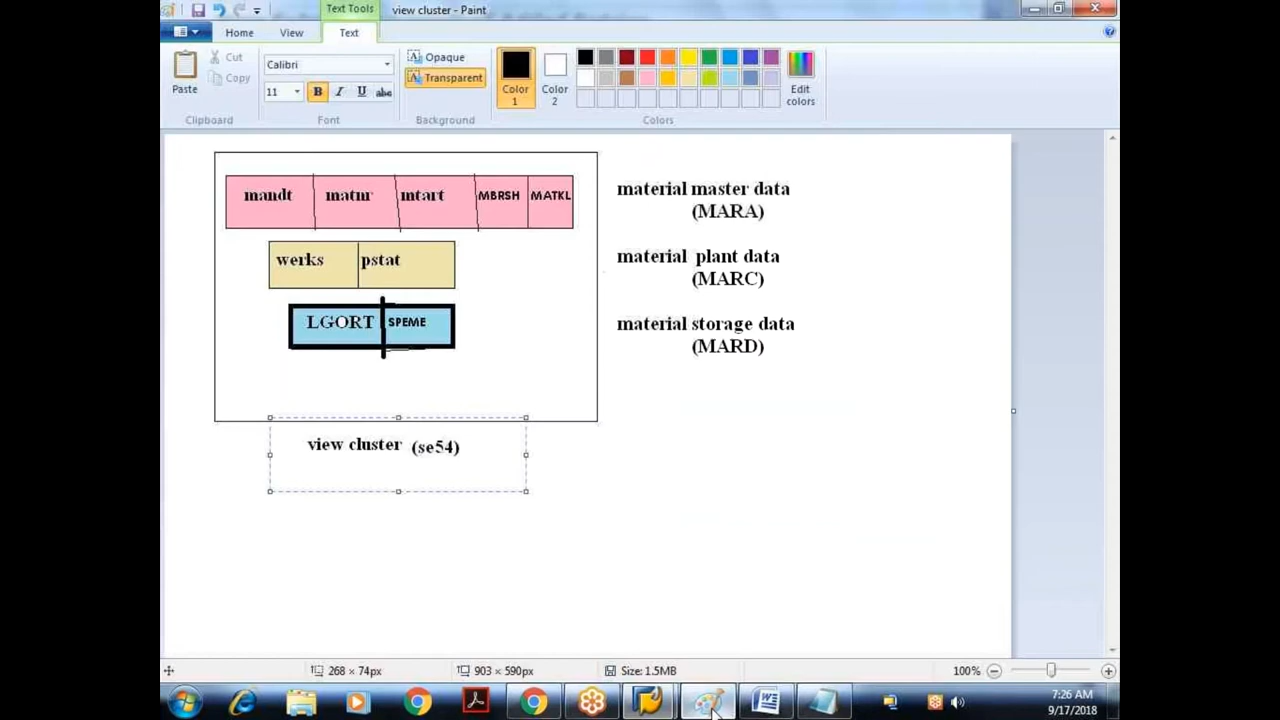 Text Tools
view cluster - Paint
Home
View
Text
Paste
Cut
Copy
Clipboard
Calibri
11
B
I
U
abc
Font
Opaque
Transparent
Background
Color
1
Color
2
Edit
colors
Colors
mandt
matnr
mtart
MBRSH
MATKL
material master data
(MARA)
werks
pstat
material plant data
(MARC)
LGORT
SPEME
material storage data
(MARD)
view cluster (se54)
268 × 74px
903 × 590px
Size: 1.5MB
100%
7:26 AM
9/17/2018